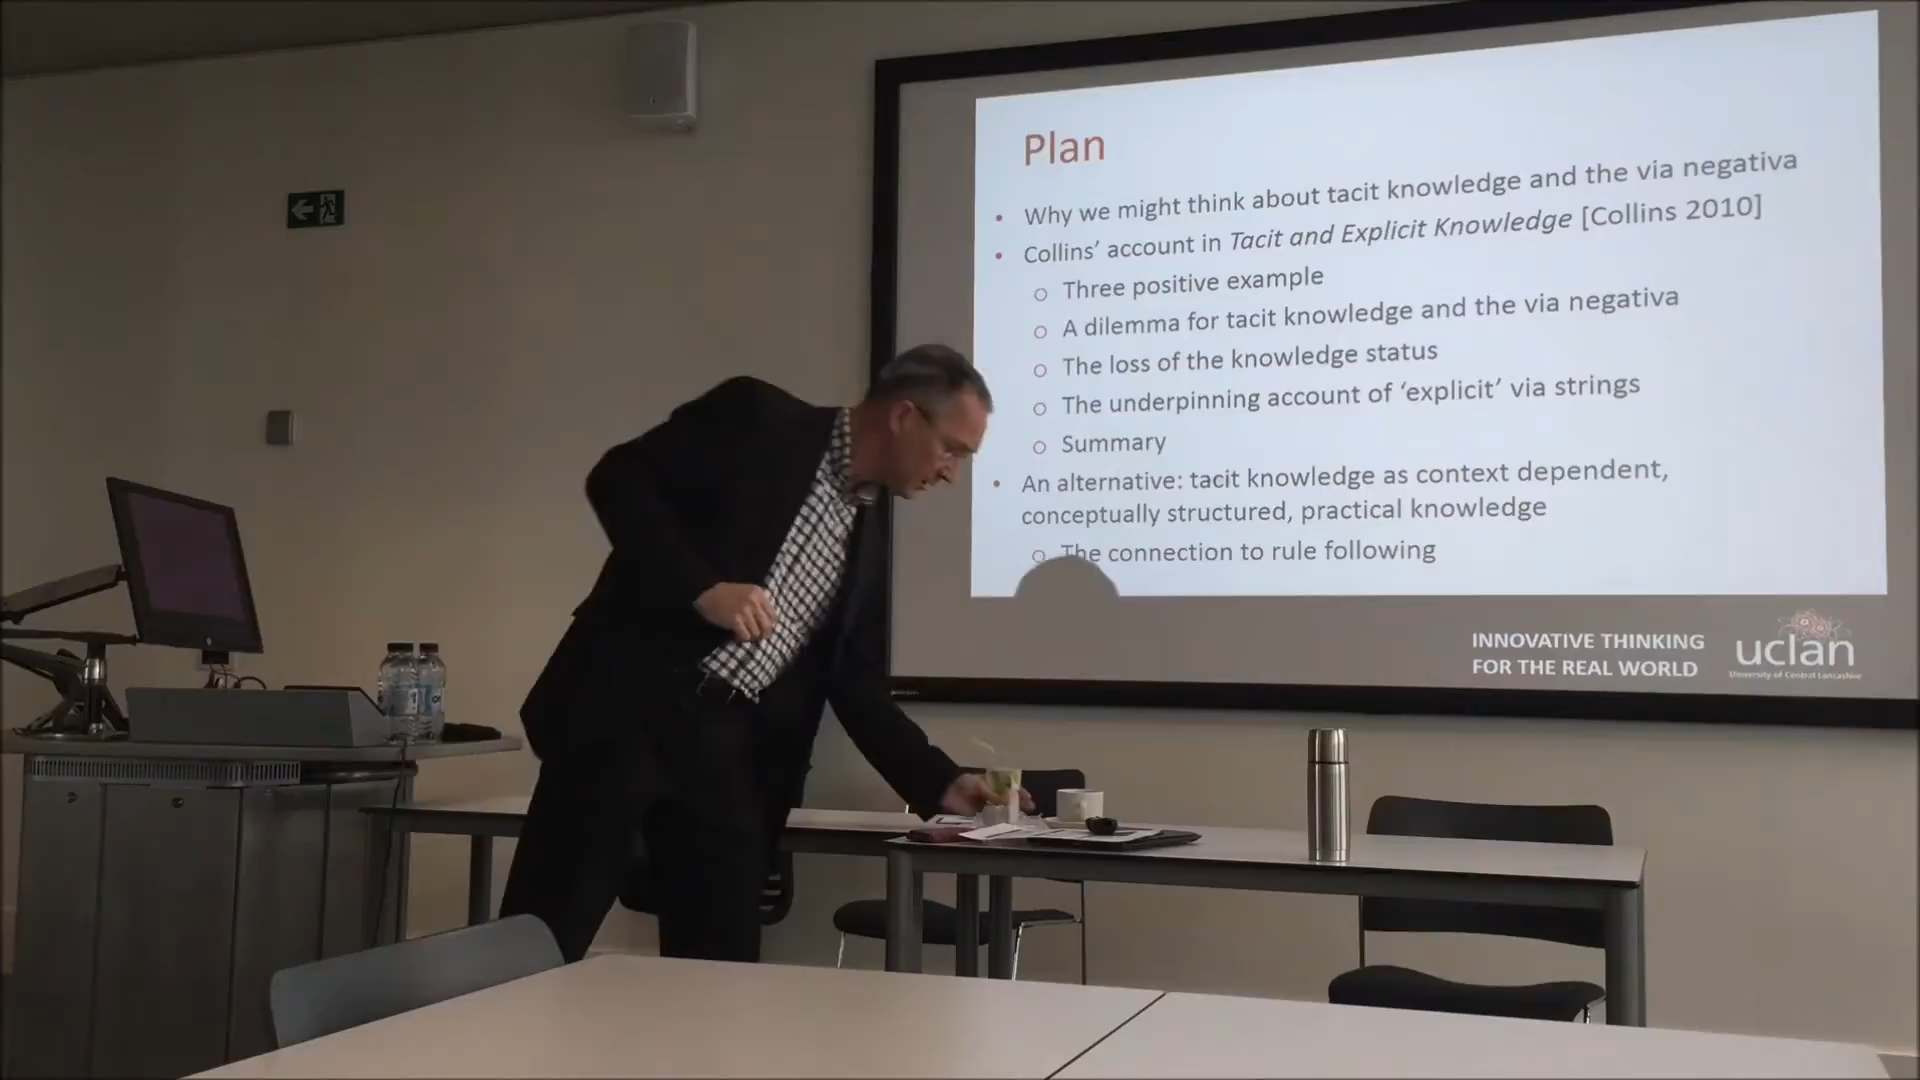 Plan
• Why we might think about tacit knowledge and the via negativa
• Collins’ account in Tacit and Explicit Knowledge [Collins 2010]
o Three positive example
o A dilemma for tacit knowledge and the via negativa
o The loss of the knowledge status
o The underpinning account of ‘explicit’ via strings
o Summary
• An alternative: tacit knowledge as context dependent,
conceptually structured, practical knowledge
o The connection to rule following
INNOVATIVE THINKING
FOR THE REAL WORLD
uclan
University of Central Lancashire